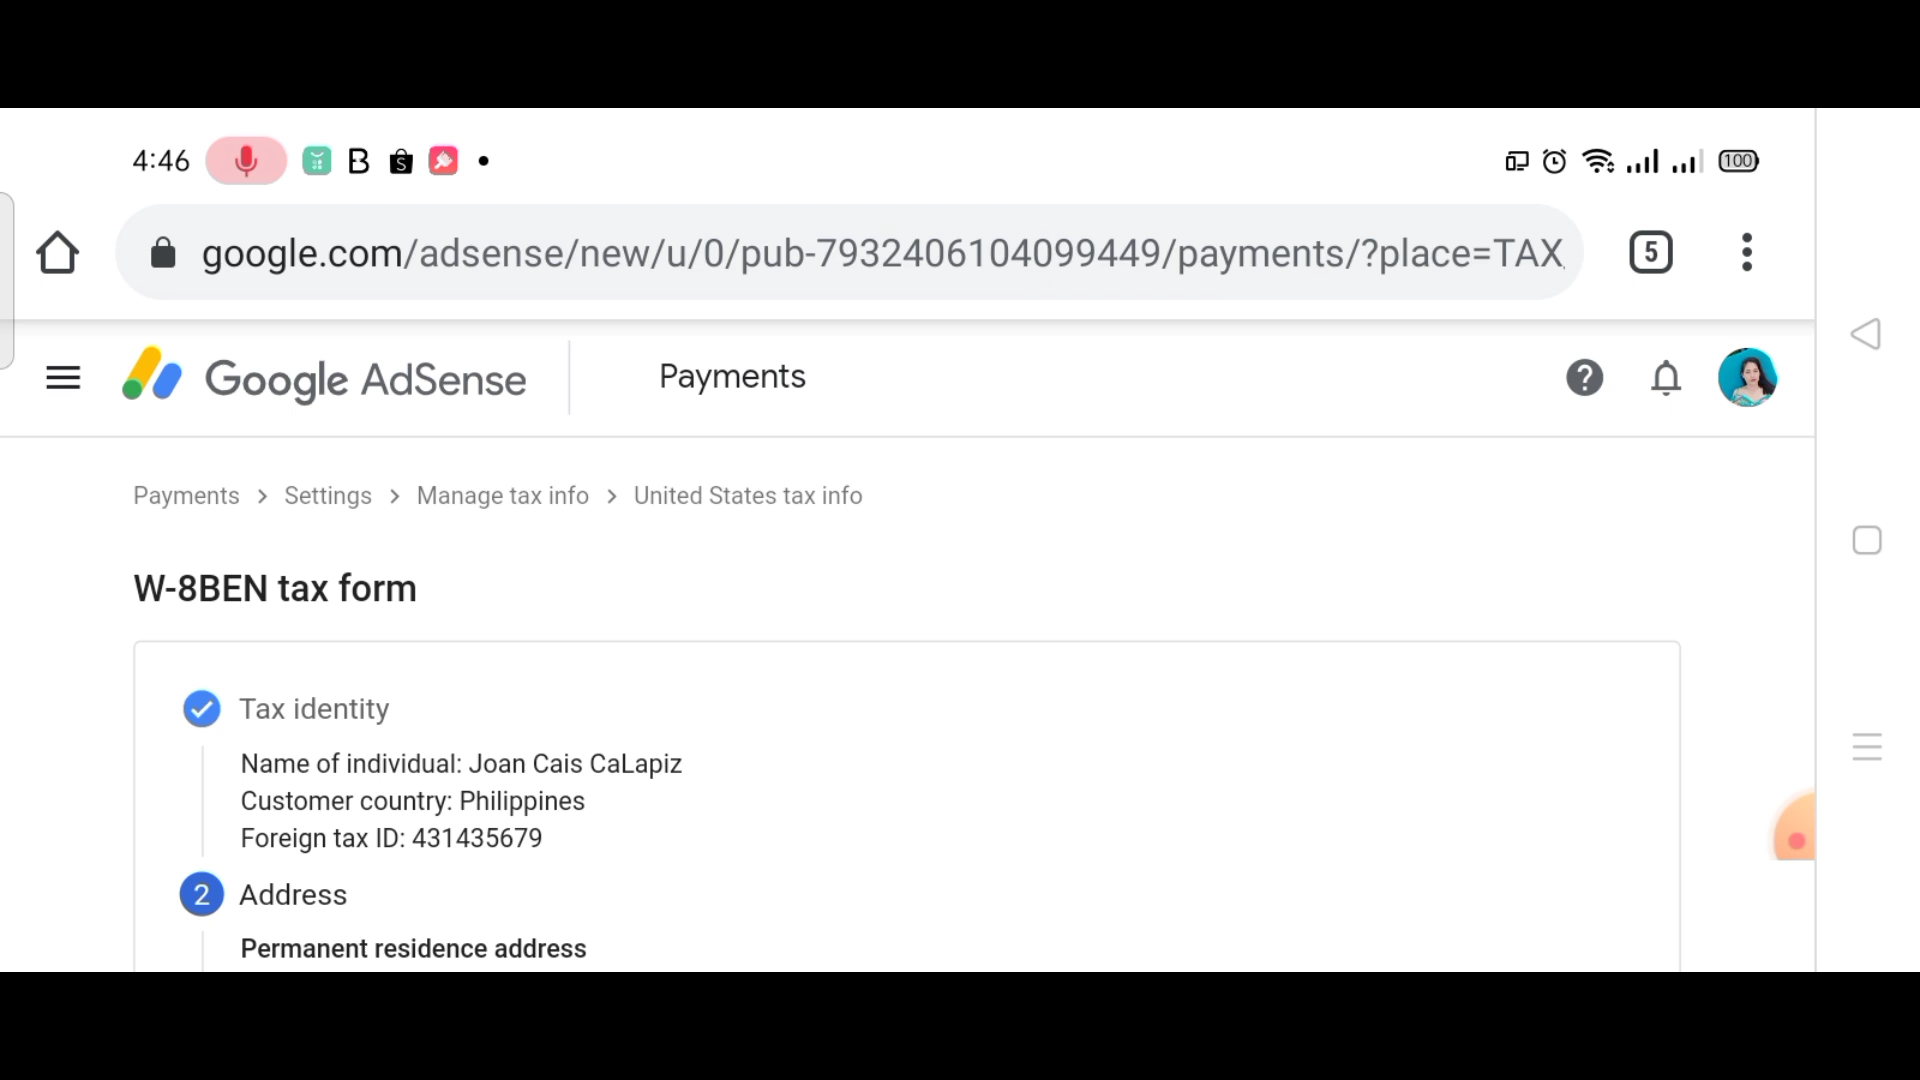 4:46
100
google.com/adsense/new/u/0/pub-7932406104099449/payments/?place=TAX
5
Google AdSense
Payments
Payments > Settings > Manage tax info > United States tax info
W-8BEN tax form
Tax identity
Name of individual: Joan Cais CaLapiz
Customer country: Philippines
Foreign tax ID: 431435679
2 Address
Permanent residence address